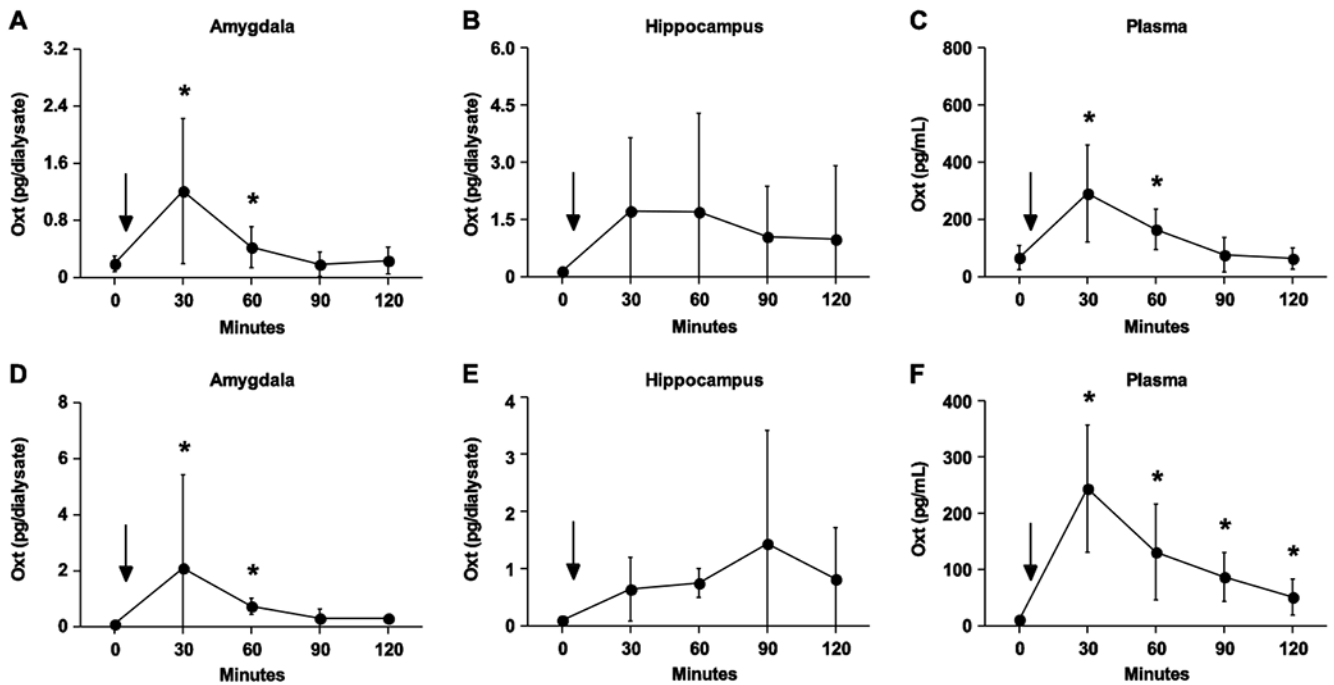 A
Amygdala
3.2
2.4
1.6
0.8
0
Oxt (pg/dialysate)
*
*
0 30 60 90 120
Minutes
B
Hippocampus
6.0
4.5
3.0
1.5
0
Oxt (pg/dialysate)
0 30 60 90 120
Minutes
C
Plasma
800
600
400
200
0
Oxt (pg/mL)
*
*
0 30 60 90 120
Minutes
D
Amygdala
8
6
4
2
0
Oxt (pg/dialysate)
*
*
0 30 60 90 120
Minutes
E
Hippocampus
4
3
2
1
0
Oxt (pg/dialysate)
0 30 60 90 120
Minutes
F
Plasma
400
300
200
100
0
Oxt (pg/mL)
*
*
*
*
0 30 60 90 120
Minutes